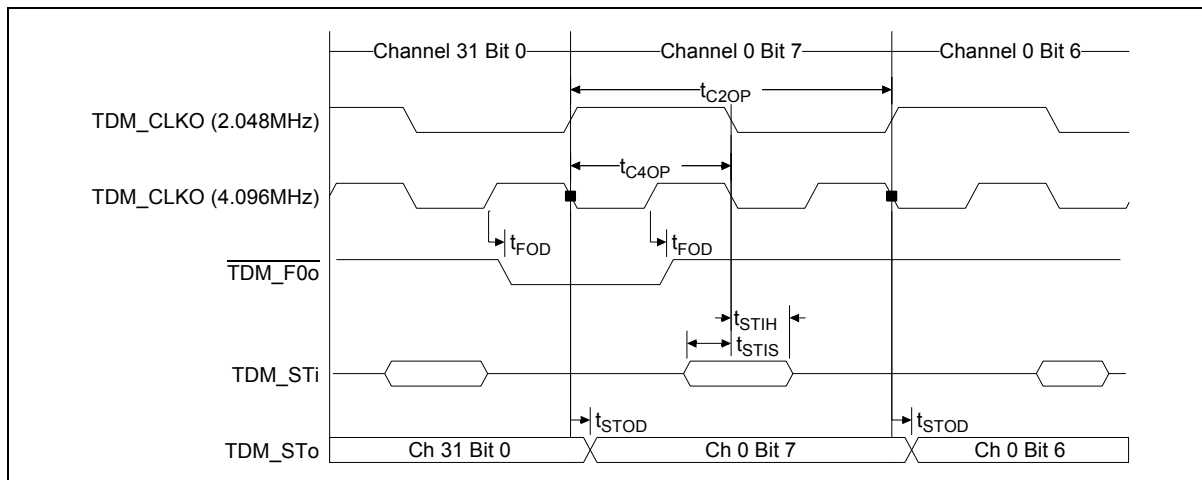 Channel 31 Bit 0 Channel 0 Bit 7 Channel 0 Bit 6
tC2OP
TDM_CLKO (2.048MHz)
tC4OP
TDM_CLKO (4.096MHz)
tFOD tFOD
TDM_F0o
tSTIH
tSTIS
TDM_STi
tSTOD tSTOD
TDM_STo Ch 31 Bit 0 Ch 0 Bit 7 Ch 0 Bit 6